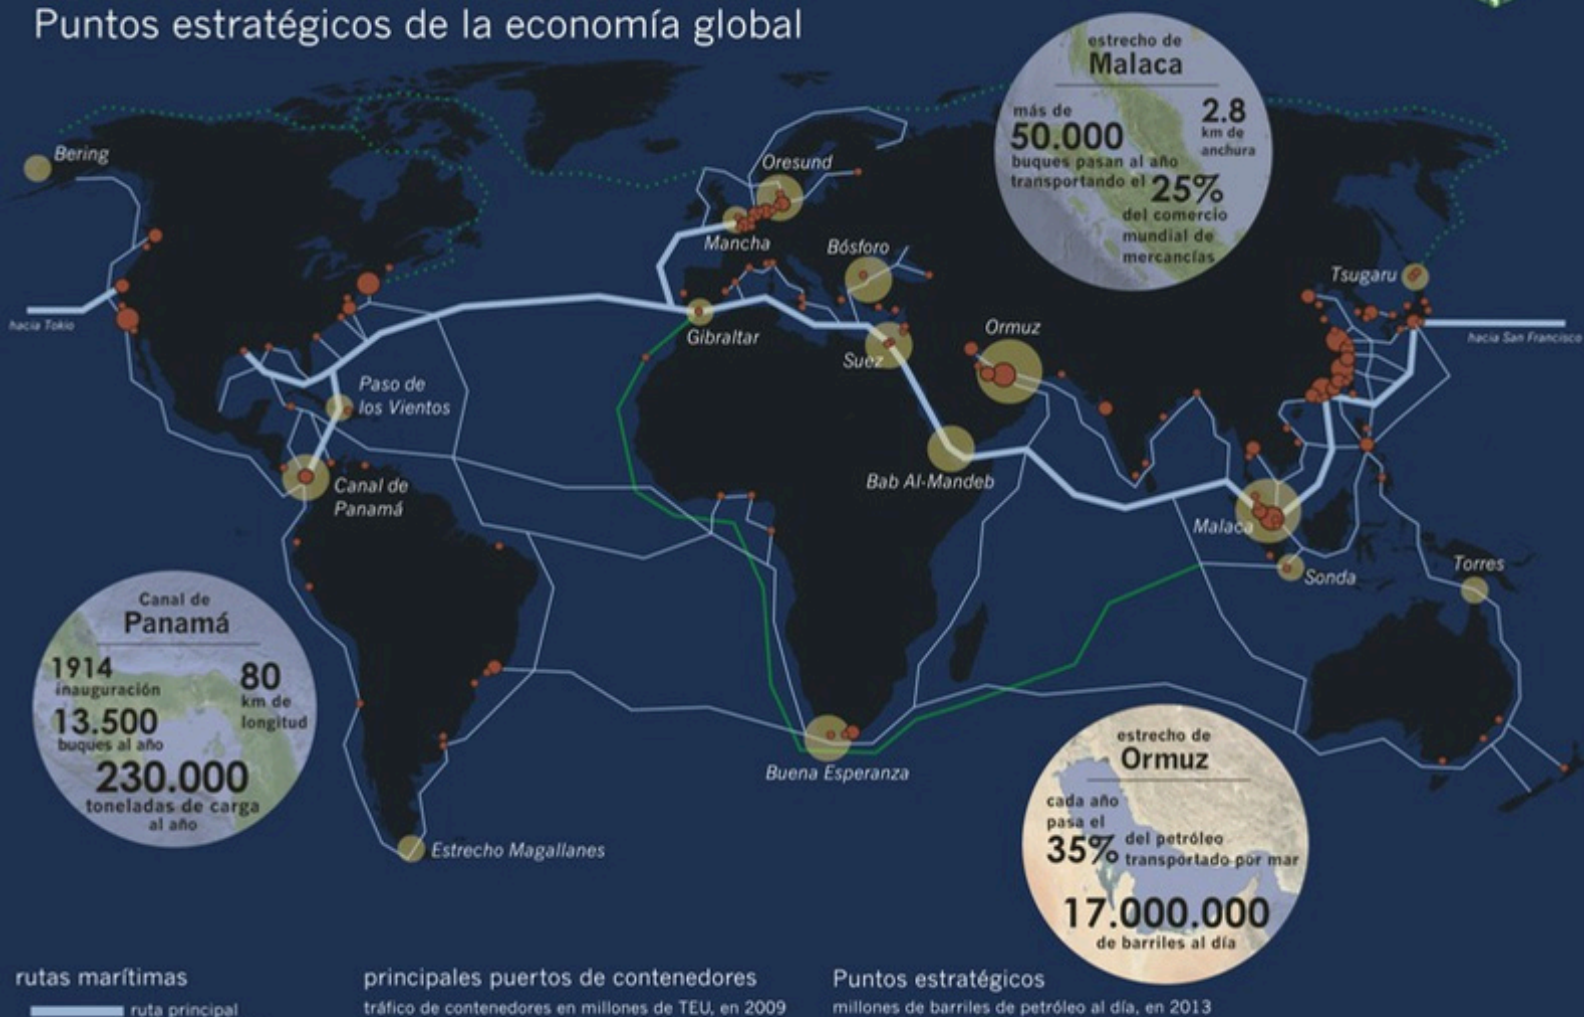 Puntos estratégicos de la economía global
estrecho de
Malaca
más de
50.000
buques pasan al año
transportando el 25%
del comercio
mundial de
mercancías
2.8
km de
anchura
Bering
Oresund
Mancha
Bósforo
Tsugaru
hacia Tokio
hacia San Francisco
Gibraltar
Suez
Ormuz
Paso de
los Vientos
Bab Al-Mandeb
Canal de
Panamá
Malaca
Sonda
Torres
Canal de
Panamá
1914
inauguración
13.500
buques al año
80
km de
longitud
230.000
toneladas de carga
al año
Buena Esperanza
Estrecho Magallanes
estrecho de
Ormuz
cada año
pasa el
35% del petróleo
transportado por mar
17.000.000
de barriles al día
rutas marítimas
ruta principal
principales puertos de contenedores
tráfico de contenedores en millones de TEU, en 2009
Puntos estratégicos
millones de barriles de petróleo al día, en 2013